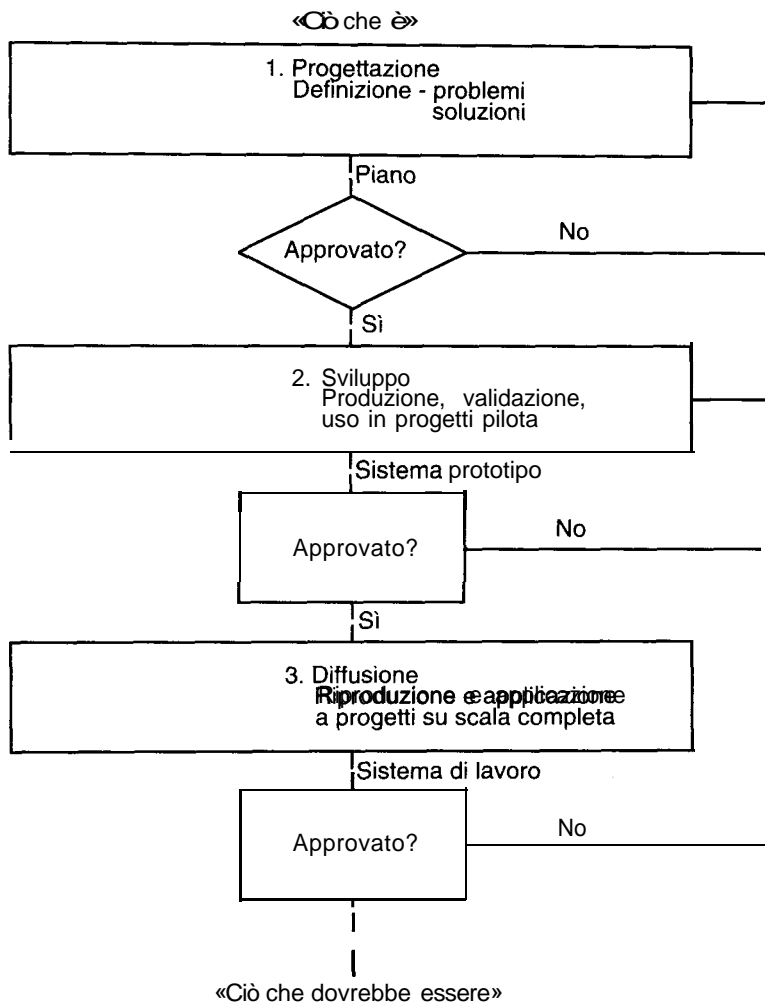 «Ciò che è»
1. Progettazione
Definizione - problemi
soluzioni
Piano
Approvato?
No
Sì
2. Sviluppo
Produzione, validazione,
uso in progetti pilota
Sistema prototipo
Approvato?
No
Sì
3. Diffusione
Riproduzione e applicazione
a progetti su scala completa
Sistema di lavoro
Approvato?
No
«Ciò che dovrebbe essere»